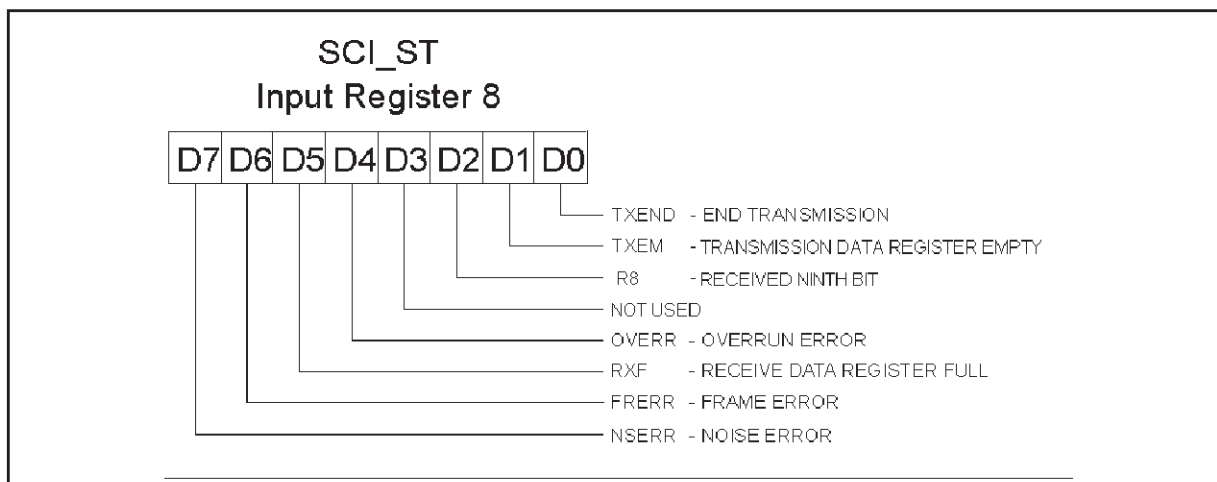 SCI_ST
Input Register 8
D7 D6 D5 D4 D3 D2 D1 D0
TXEND - END TRANSMISSION
TXEM - TRANSMISSION DATA REGISTER EMPTY
R8 - RECEIVED NINTH BIT
NOT USED
OVERR - OVERRUN ERROR
RXF - RECEIVE DATA REGISTER FULL
FRERR - FRAME ERROR
NSERR - NOISE ERROR